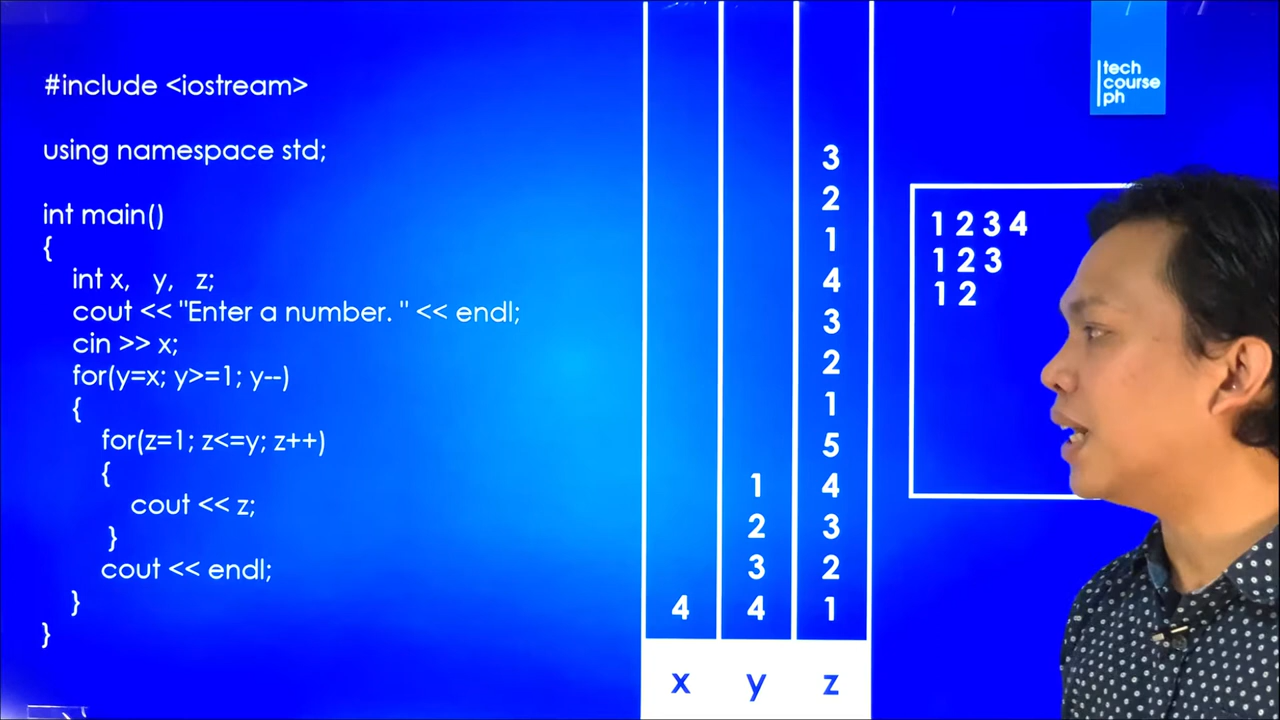 #include <iostream>
using namespace std;
int main()
{
int x, y, z;
cout << "Enter a number. " << endl;
cin >> x;
for(y=x; y>=1; y--)
{
for(z=1; z<=y; z++)
{
cout << z;
}
cout << endl;
}
}
3
2
1
4
3
2
1
5
1 4
2 3
3 2
4 4 1
x y z
1 2 3 4
1 2 3
1 2
tech
course
ph